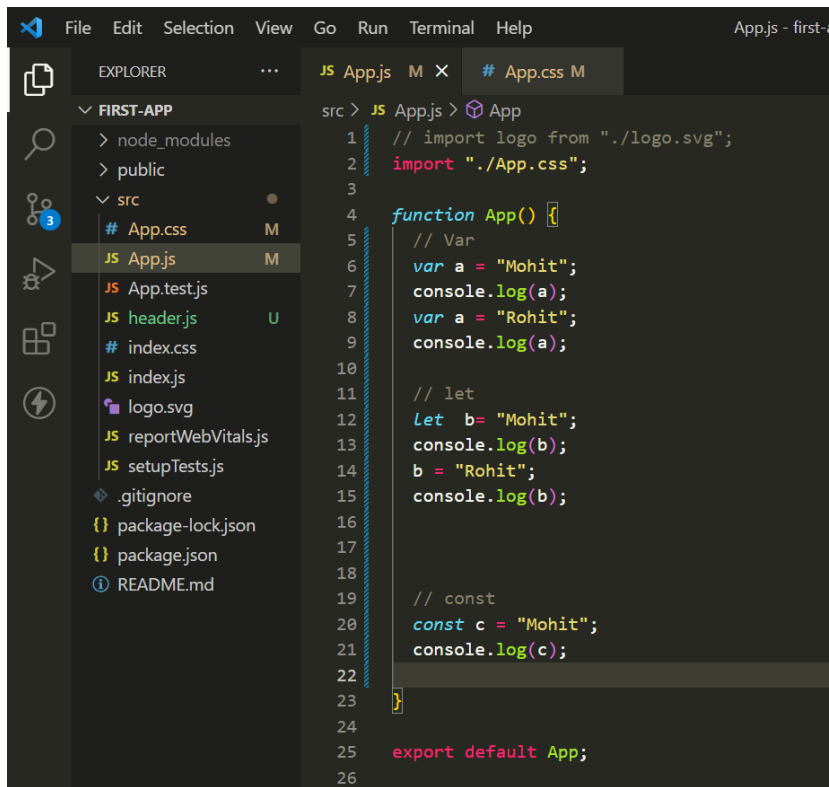 File Edit Selection View Go Run Terminal Help App.js - first-
EXPLORER ...
FIRST-APP
node_modules
public
src
# App.css M
JS App.js M
JS App.test.js
JS header.js U
# index.css
JS index.js
logo.svg
JS reportWebVitals.js
JS setupTests.js
.gitignore
{} package-lock.json
{} package.json
README.md
3
JS App.js M X # App.css M
src > JS App.js > App
1 // import logo from "./logo.svg";
2 import "./App.css";
3
4 function App() {
5 // Var
6 var a = "Mohit";
7 console.log(a);
8 var a = "Rohit";
9 console.log(a);
10
11 // let
12 let  b= "Mohit";
13 console.log(b);
14 b = "Rohit";
15 console.log(b);
16
17
18
19 // const
20 const c = "Mohit";
21 console.log(c);
22
23 }
24
25 export default App;
26